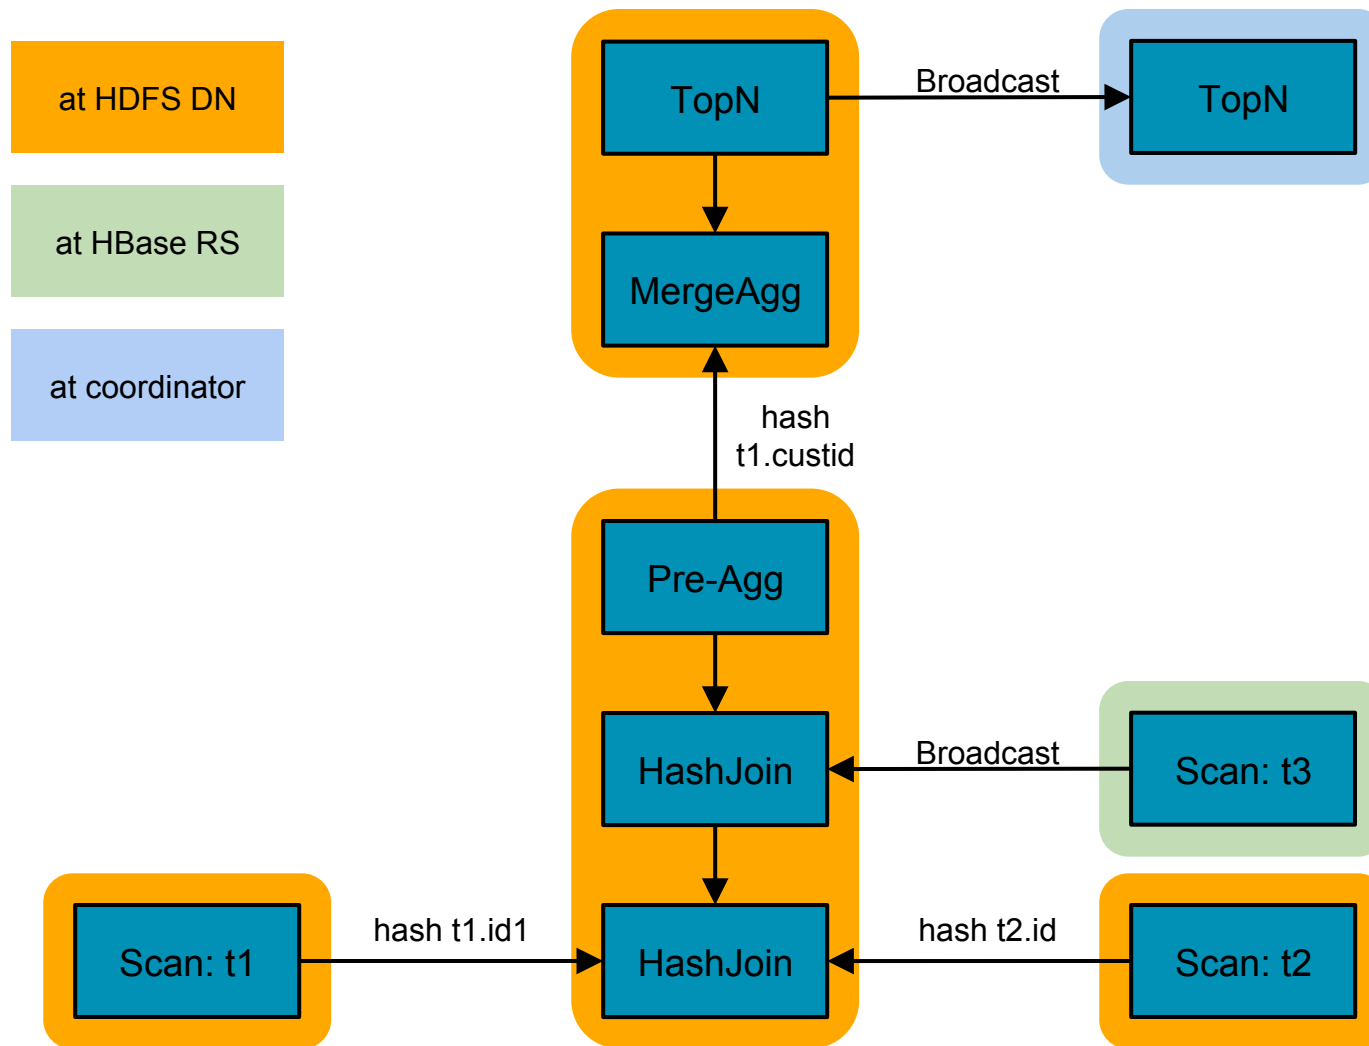 at HDFS DN
at HBase RS
at coordinator
TopN
Broadcast
TopN
MergeAgg
hash
t1.custid
Pre-Agg
HashJoin
Broadcast
Scan: t3
Scan: t1
hash t1.id1
HashJoin
hash t2.id
Scan: t2